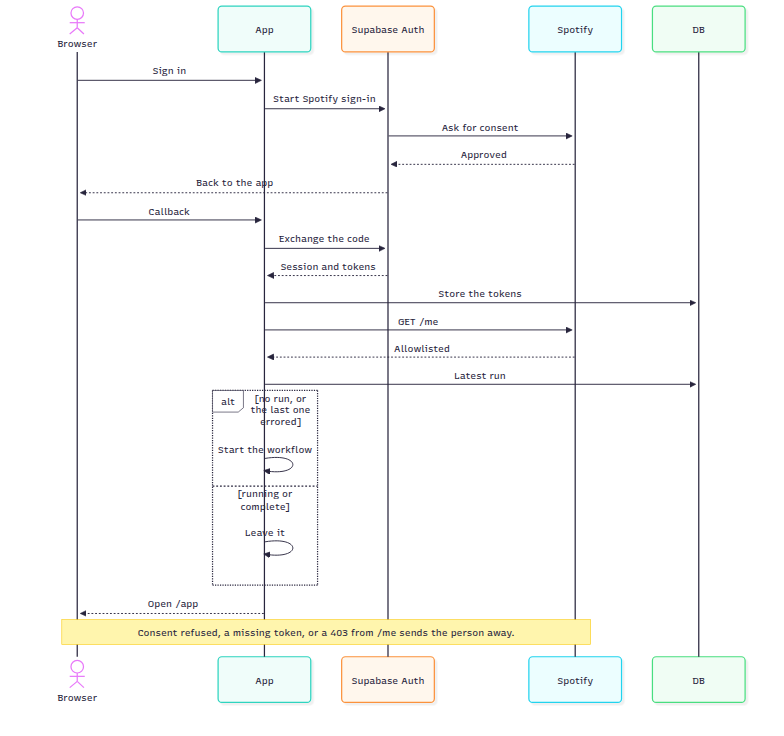 Browser
App
Supabase Auth
Spotify
DB
Sign in
Start Spotify sign-in
Ask for consent
Approved
Back to the app
Callback
Exchange the code
Session and tokens
Store the tokens
GET /me
Allowlisted
Latest run
alt
[no run, or
the last one
errored]
Start the workflow
[running or
complete]
Leave it
Open /app
Consent refused, a missing token, or a 403 from /me sends the person away.
Browser
App
Supabase Auth
Spotify
DB